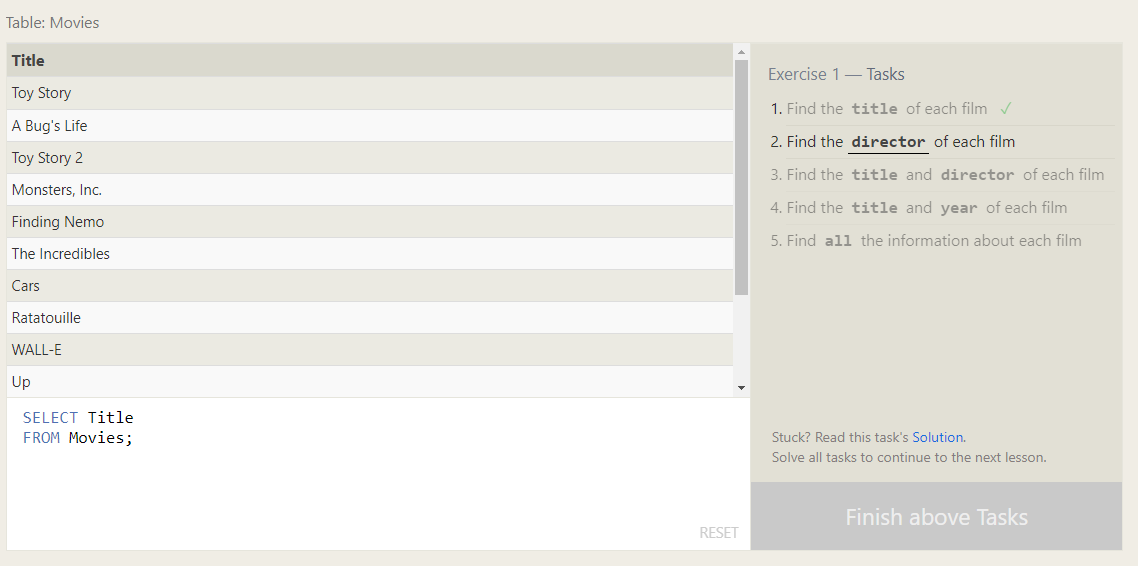 Table: Movies
Title
Toy Story
A Bug's Life
Toy Story 2
Monsters, Inc.
Finding Nemo
The Incredibles
Cars
Ratatouille
WALL-E
Up
SELECT Title
FROM Movies;
RESET
Exercise 1 — Tasks
1. Find the title of each film ✓
2. Find the director of each film
3. Find the title and director of each film
4. Find the title and year of each film
5. Find all the information about each film
Stuck? Read this task's Solution.
Solve all tasks to continue to the next lesson.
Finish above Tasks